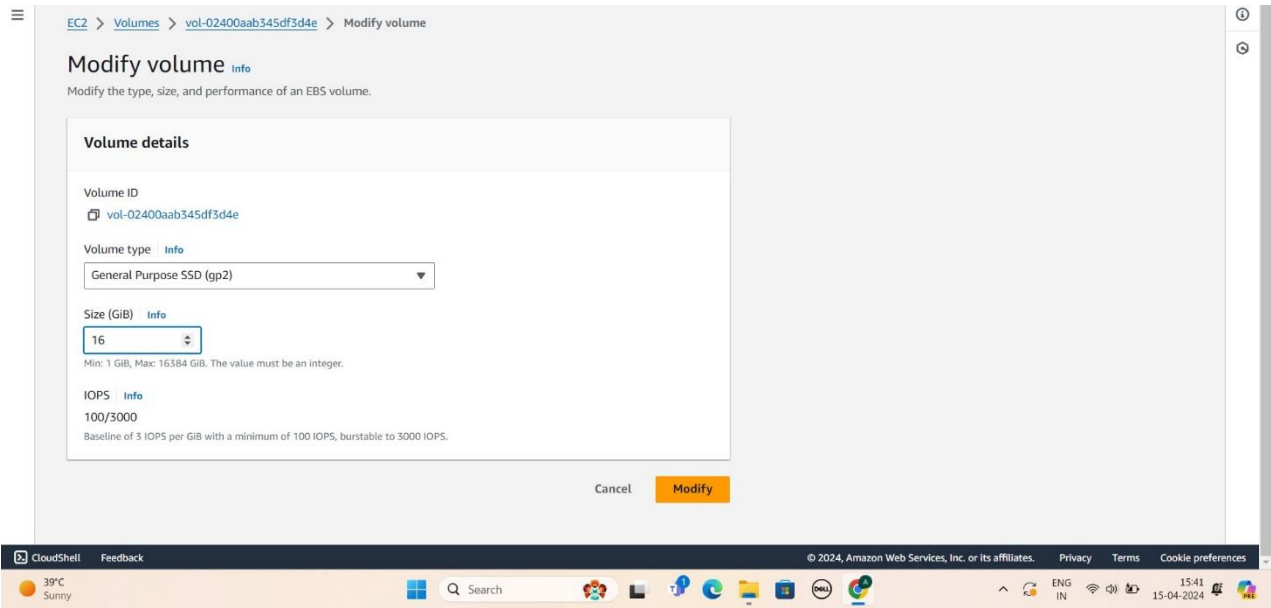 EC2 > Volumes > vol-02400aab345df3d4e > Modify volume
Modify volume Info
Modify the type, size, and performance of an EBS volume.
Volume details
Volume ID
vol-02400aab345df3d4e
Volume type Info
General Purpose SSD (gp2)
Size (GiB) Info
16
Min: 1 GiB, Max: 16384 GiB. The value must be an integer.
IOPS Info
100/3000
Baseline of 3 IOPS per GiB with a minimum of 100 IOPS, burstable to 3000 IOPS.
Cancel Modify
CloudShell Feedback © 2024, Amazon Web Services, Inc. or its affiliates. Privacy Terms Cookie preferences
39°C
Sunny
Search
DELL
ENG
IN
15:41
15-04-2024
PRE